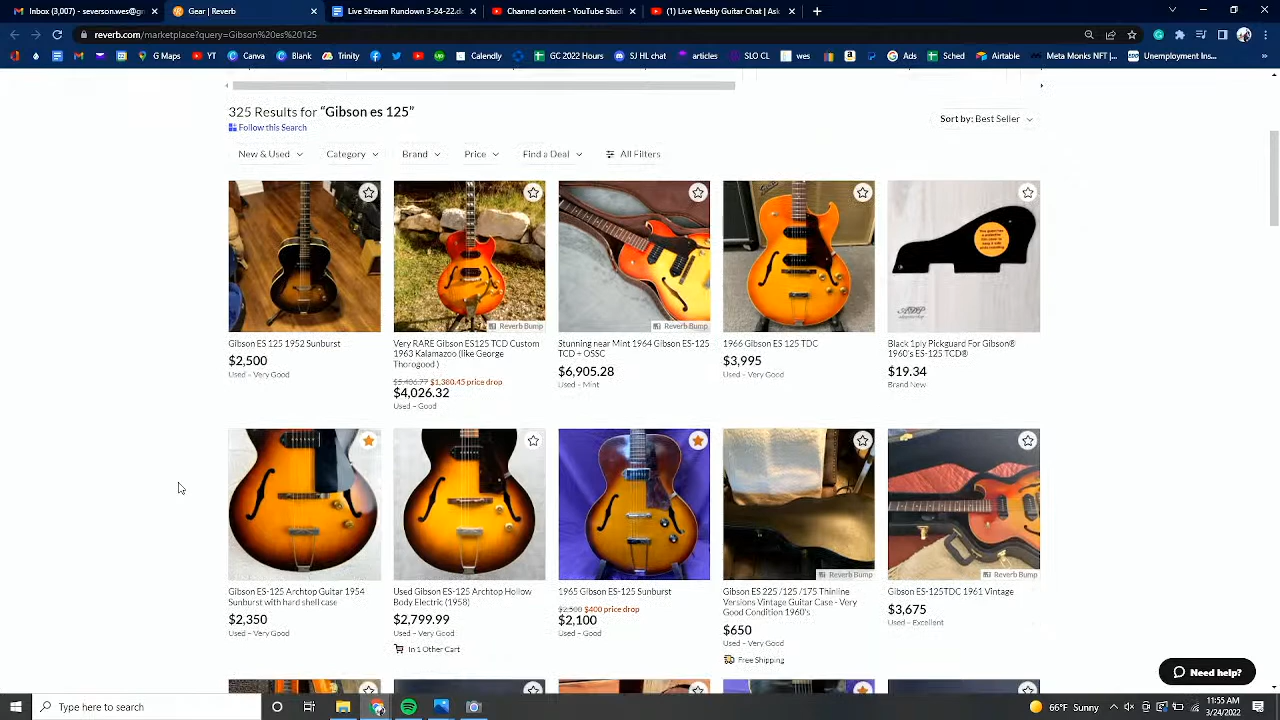 Inbox (3,007) - seversonwes@g
Gear | Reverb
Live Stream Rundown 3-24-22.d
Channel content - YouTube Stud
(1) Live Weekly Guitar Chat | As
reverb.com/marketplace?query=Gibson%20es%20125
G Maps
YT
Canva
Blank
Trinity
Calendly
GC 2022 Hours
SJ HL chat
articles
SLO CL
wes
Ads
Sched
Airtable
Meta Monks NFT |...
Unemployment Ins...
325 Results for “Gibson es 125”
Follow this Search
Sort by: Best Seller
New & Used
Category
Brand
Price
Find a Deal
All Filters
Reverb Bump
Reverb Bump
Gibson ES 125 1952 Sunburst
$2,500
Used – Very Good
Very RARE Gibson ES125 TCD Custom
1963 Kalamazoo (like George
Thorogood )
$5,406.77 $1,380.45 price drop
$4,026.32
Used – Good
Stunning near Mint 1964 Gibson ES-125
TCD + OSSC
$6,905.28
Used – Mint
1966 Gibson ES 125 TDC
$3,995
Used – Very Good
Black 1ply Pickguard For Gibson®
1960's ES-125 TCD®
$19.34
Brand New
Reverb Bump
Reverb Bump
Gibson ES-125 Archtop Guitar 1954
Sunburst with hard shell case
$2,350
Used – Very Good
Used Gibson ES-125 Archtop Hollow
Body Electric (1958)
$2,799.99
Used – Very Good
In 1 Other Cart
1965 Gibson ES-125 Sunburst
$2,500 $400 price drop
$2,100
Used – Good
Gibson ES 225 /125 /175 Thinline
Versions Vintage Guitar Case - Very
Good Condition 1960's
$650
Used – Very Good
Free Shipping
Gibson ES-125TDC 1961 Vintage
$3,675
Used – Excellent
Need help?
Type here to search
66°F Sunny
11:55 AM
3/24/2022